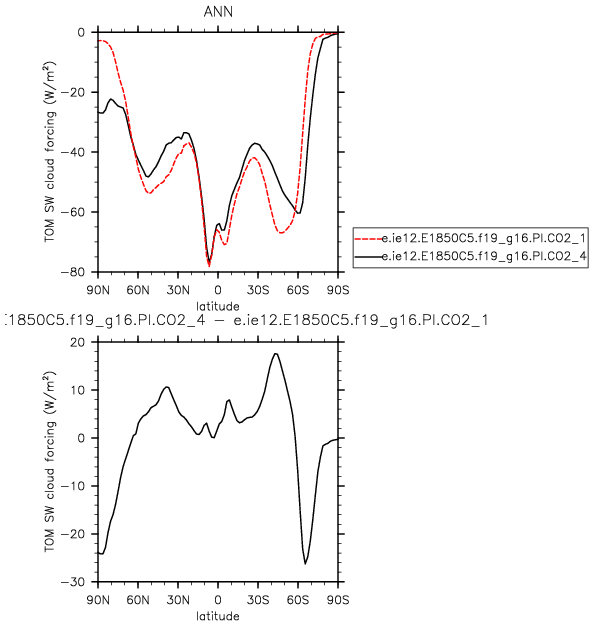 ANN
TOM SW cloud forcing (W/m²)
0
−20
−40
−60
−80
90N 60N 30N 0 30S 60S 90S
latitude
e.ie12.E1850C5.f19_g16.PI.CO2_1
e.ie12.E1850C5.f19_g16.PI.CO2_4
:1850C5.f19_g16.PI.CO2_4 − e.ie12.E1850C5.f19_g16.PI.CO2_1
TOM SW cloud forcing (W/m²)
20
10
0
−10
−20
−30
90N 60N 30N 0 30S 60S 90S
latitude